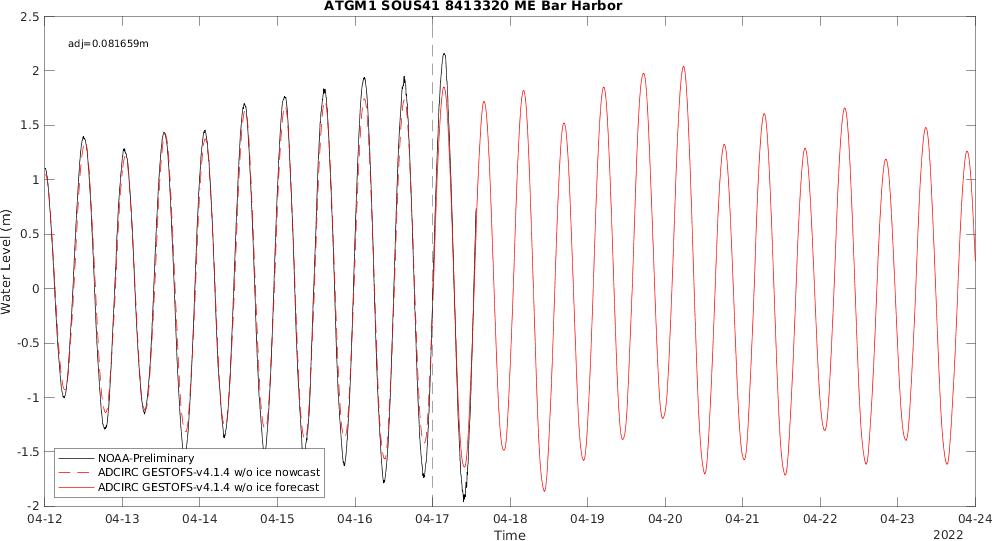 ATGM1 SOUS41 8413320 ME Bar Harbor
adj=0.081659m
2.5
2
1.5
1
0.5
0
-0.5
-1
-1.5
-2
Water Level (m)
NOAA-Preliminary
ADCIRC GESTOFS-v4.1.4 w/o ice nowcast
ADCIRC GESTOFS-v4.1.4 w/o ice forecast
04-12 04-13 04-14 04-15 04-16 04-17 04-18 04-19 04-20 04-21 04-22 04-23 04-24
Time
2022